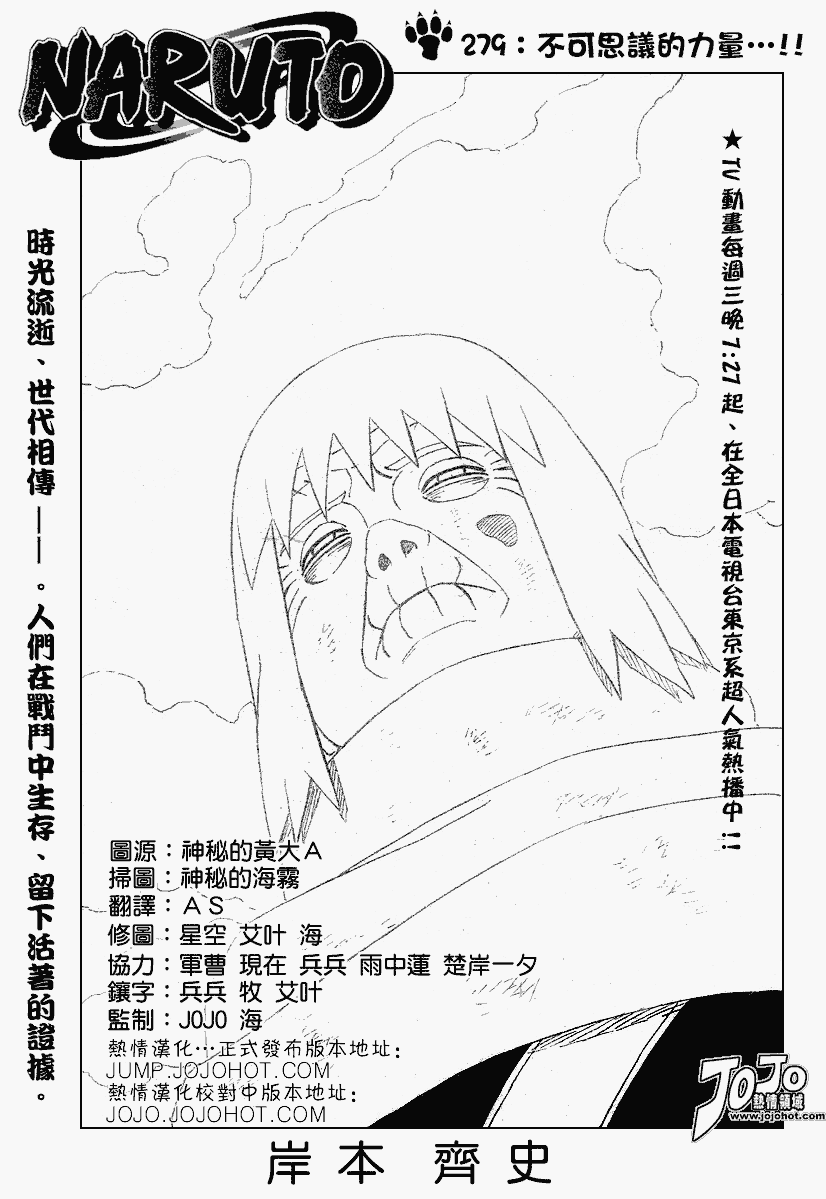 NARUTO
279：不可思議的力量…!!
★TV動畫每週三晚7:27起、在全日本電視台東京系超人氣熱播中!!
時光流逝、世代相傳——。人們在戰鬥中生存、留下活著的證據。
圖源：神秘的黃大A
掃圖：神秘的海霧
翻譯：AS
修圖：星空 艾叶 海
協力：軍曹 現在 兵兵 雨中蓮 楚岸一夕
鑲字：兵兵 牧 艾叶
監制：JOJO 海
熱情漢化…正式發布版本地址：
JUMP.JOJOHOT.COM
熱情漢化校對中版本地址：
JOJO.JOJOHOT.COM
JOJO
熱情領域
www.jojohot.com
岸本 齊史